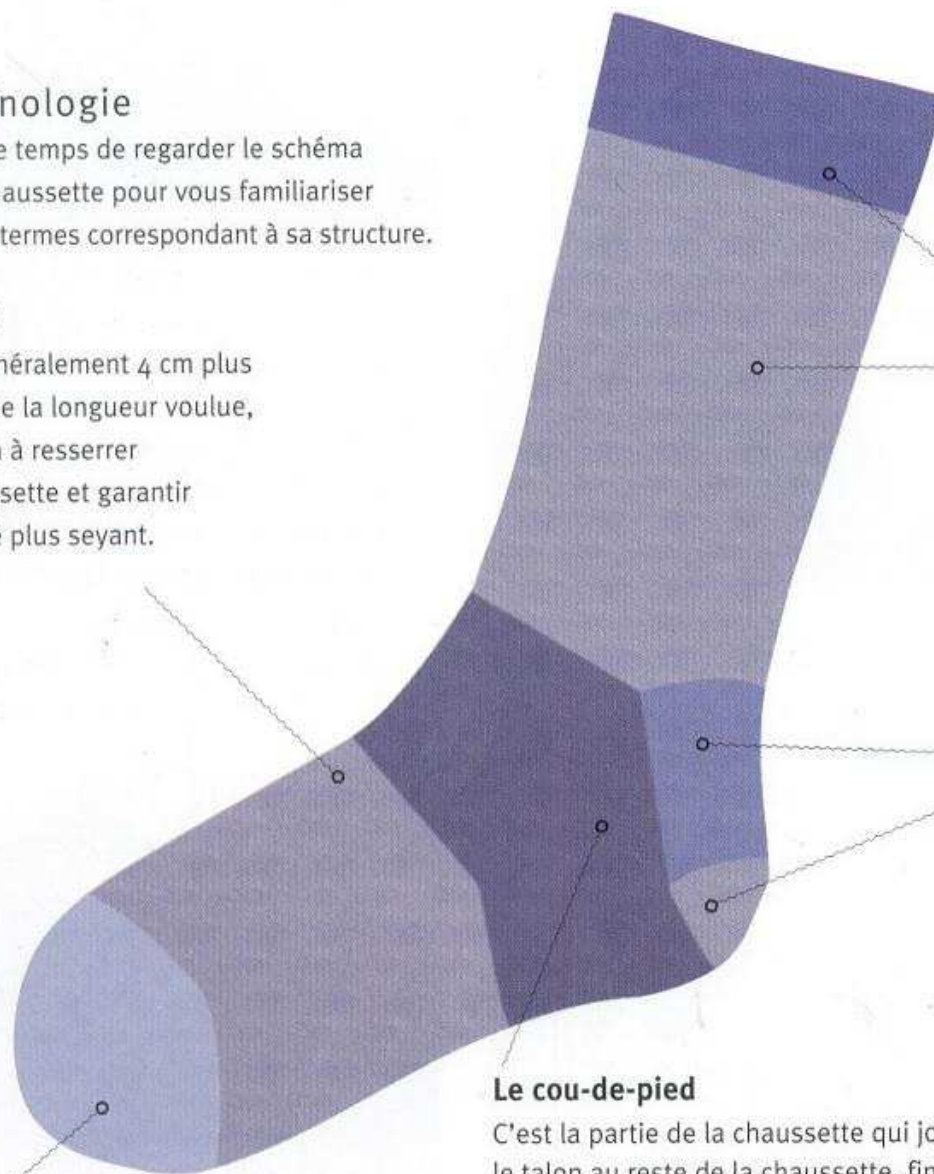 nologie
e temps de regarder le schéma
aussette pour vous familiariser
termes correspondant à sa structure.
néralement 4 cm plus
e la longueur voulue,
à resserrer
sette et garantir
e plus seyant.
Le cou-de-pied
C'est la partie de la chaussette qui jo
le talon au reste de la chaussette, fin